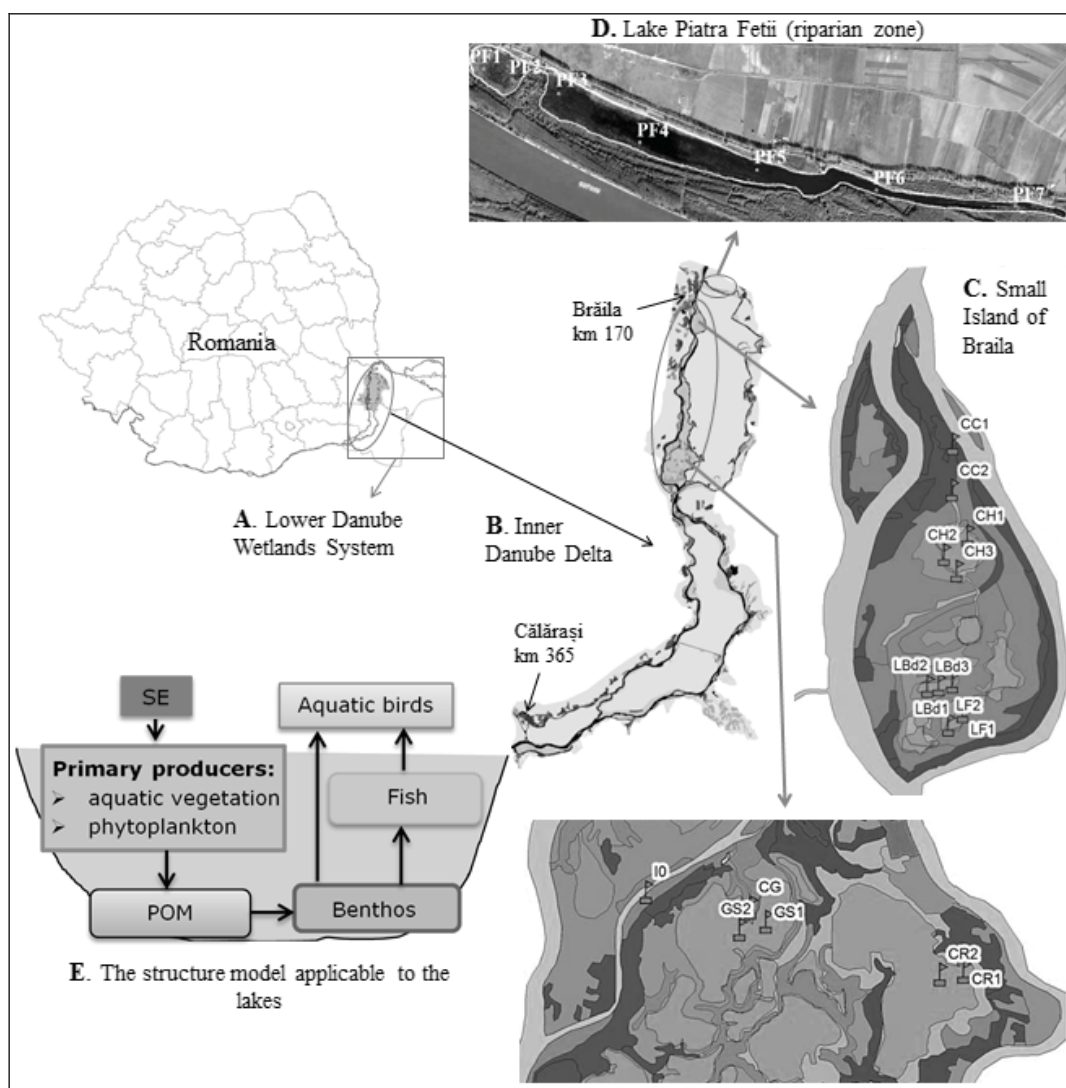 D. Lake Piatra Fetii (riparian zone)
PF1
PF2
PF3
PF4
PF5
PF6
PF7
Brăila
km 170
C. Small
Island of
Braila
Romania
A. Lower Danube
Wetlands System
B. Inner
Danube Delta
Călărași
km 365
CC1
CC2
CH1
CH2
CH3
LBd2
LBd3
LBd1
LF2
LF1
SE
Aquatic birds
Primary producers:
➢ aquatic vegetation
➢ phytoplankton
Fish
POM
Benthos
E. The structure model applicable to the
lakes
I0
CG
GS2
GS1
CR2
CR1